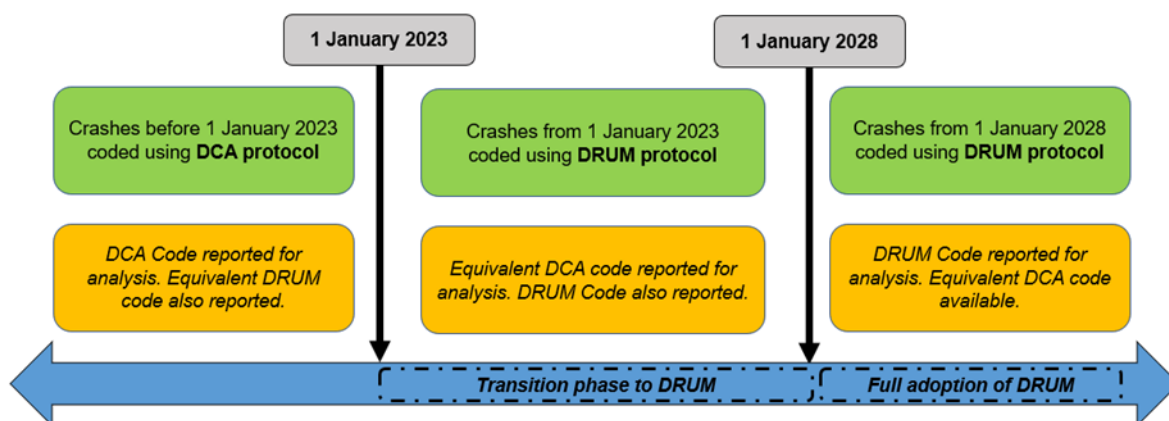 1 January 2023
1 January 2028
Crashes before 1 January 2023
coded using DCA protocol
Crashes from 1 January 2023
coded using DRUM protocol
Crashes from 1 January 2028
coded using DRUM protocol
DCA Code reported for
analysis. Equivalent DRUM
code also reported.
Equivalent DCA code reported for
analysis. DRUM Code also reported.
DRUM Code reported for
analysis. Equivalent DCA code
available.
Transition phase to DRUM
Full adoption of DRUM